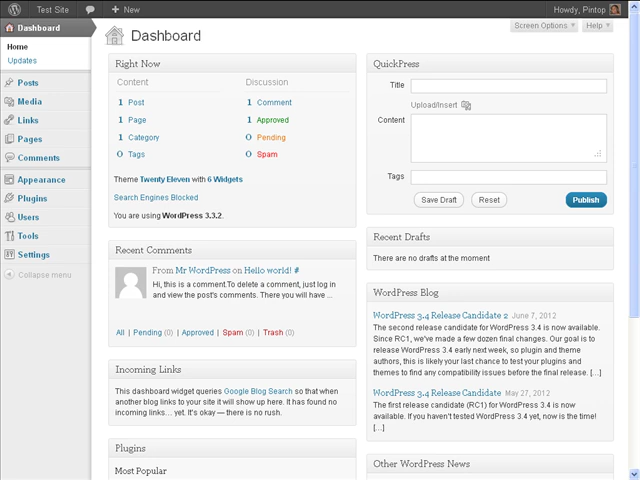 Test Site
+ New
Howdy, Pintop
Dashboard
Home
Updates
Posts
Media
Links
Pages
Comments
Appearance
Plugins
Users
Tools
Settings
Collapse menu
Screen Options
Help
Dashboard
Right Now
Content
Discussion
1 Post
1 Comment
1 Page
1 Approved
1 Category
0 Pending
0 Tags
0 Spam
Theme Twenty Eleven with 6 Widgets
Search Engines Blocked
You are using WordPress 3.3.2.
Recent Comments
From Mr WordPress on Hello world! #
Hi, this is a comment.To delete a comment, just log in
and view the post's comments. There you will have ...
All | Pending (0) | Approved | Spam (0) | Trash (0)
Incoming Links
This dashboard widget queries Google Blog Search so that when
another blog links to your site it will show up here. It has found no
incoming links… yet. It's okay — there is no rush.
Plugins
Most Popular
QuickPress
Title
Upload/Insert
Content
Tags
Save Draft
Reset
Publish
Recent Drafts
There are no drafts at the moment
WordPress Blog
WordPress 3.4 Release Candidate 2 June 7, 2012
The second release candidate for WordPress 3.4 is now available.
Since RC1, we've made a few dozen final changes. Our goal is to
release WordPress 3.4 early next week, so plugin and theme
authors, this is likely your last chance to test your plugins and
themes to find any compatibility issues before the final release. [...]
WordPress 3.4 Release Candidate May 27, 2012
The first release candidate (RC1) for WordPress 3.4 is now
available. If you haven't tested WordPress 3.4 yet, now is the time!
[...]
Other WordPress News